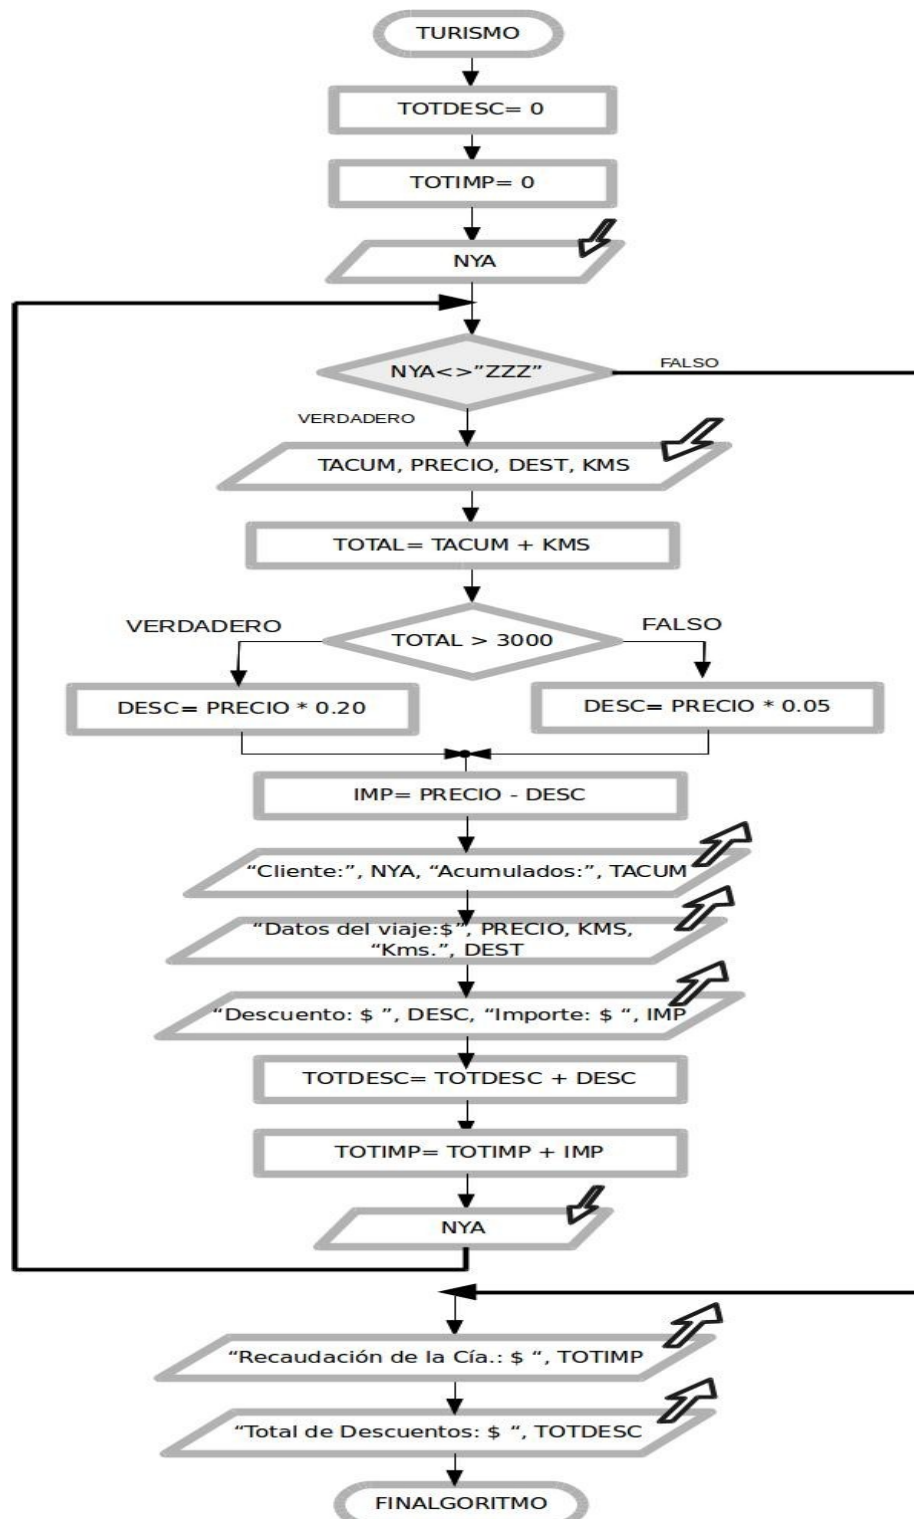 TURISMO
TOTDESC= 0
TOTIMP= 0
NYA
NYA<>”ZZZ”
FALSO
VERDADERO
TACUM, PRECIO, DEST, KMS
TOTAL= TACUM + KMS
VERDADERO
TOTAL > 3000
FALSO
DESC= PRECIO * 0.20
DESC= PRECIO * 0.05
IMP= PRECIO - DESC
“Cliente:”, NYA, “Acumulados:”, TACUM
“Datos del viaje:$”, PRECIO, KMS,
“Kms.”, DEST
“Descuento: $ ”, DESC, “Importe: $ “, IMP
TOTDESC= TOTDESC + DESC
TOTIMP= TOTIMP + IMP
NYA
“Recaudación de la Cía.: $ “, TOTIMP
“Total de Descuentos: $ “, TOTDESC
FINALGORITMO